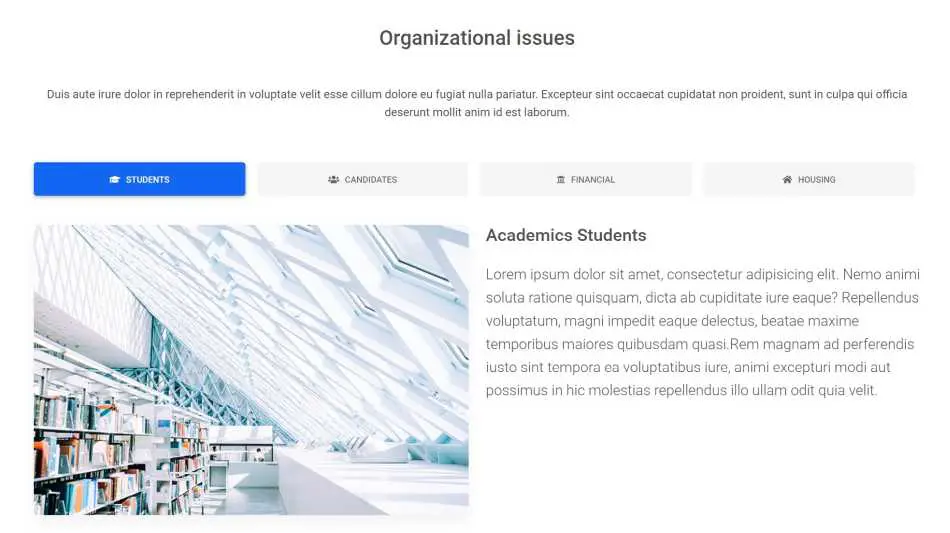 Organizational issues
Duis aute irure dolor in reprehenderit in voluptate velit esse cillum dolore eu fugiat nulla pariatur. Excepteur sint occaecat cupidatat non proident, sunt in culpa qui officia
deserunt mollit anim id est laborum.
STUDENTS CANDIDATES FINANCIAL HOUSING
Academics Students
Lorem ipsum dolor sit amet, consectetur adipisicing elit. Nemo animi
soluta ratione quisquam, dicta ab cupiditate iure eaque? Repellendus
voluptatum, magni impedit eaque delectus, beatae maxime
temporibus maiores quibusdam quasi.Rem magnam ad perferendis
iusto sint tempora ea voluptatibus iure, animi excepturi modi aut
possimus in hic molestias repellendus illo ullam odit quia velit.